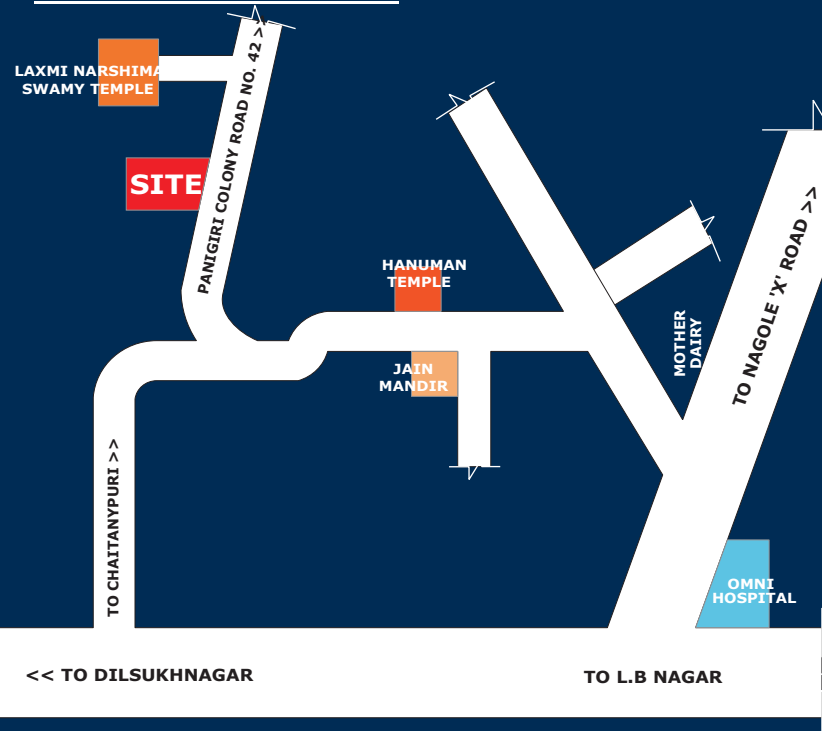 LAXMI NARSHIMA
SWAMY TEMPLE
PANIGIRI COLONY ROAD NO. 42 >>
SITE
HANUMAN
TEMPLE
JAIN
MANDIR
MOTHER
DAIRY
TO NAGOLE 'X' ROAD >>
TO CHAITANYPURI >>
OMNI
HOSPITAL
<< TO DILSUKHNAGAR
TO L.B NAGAR